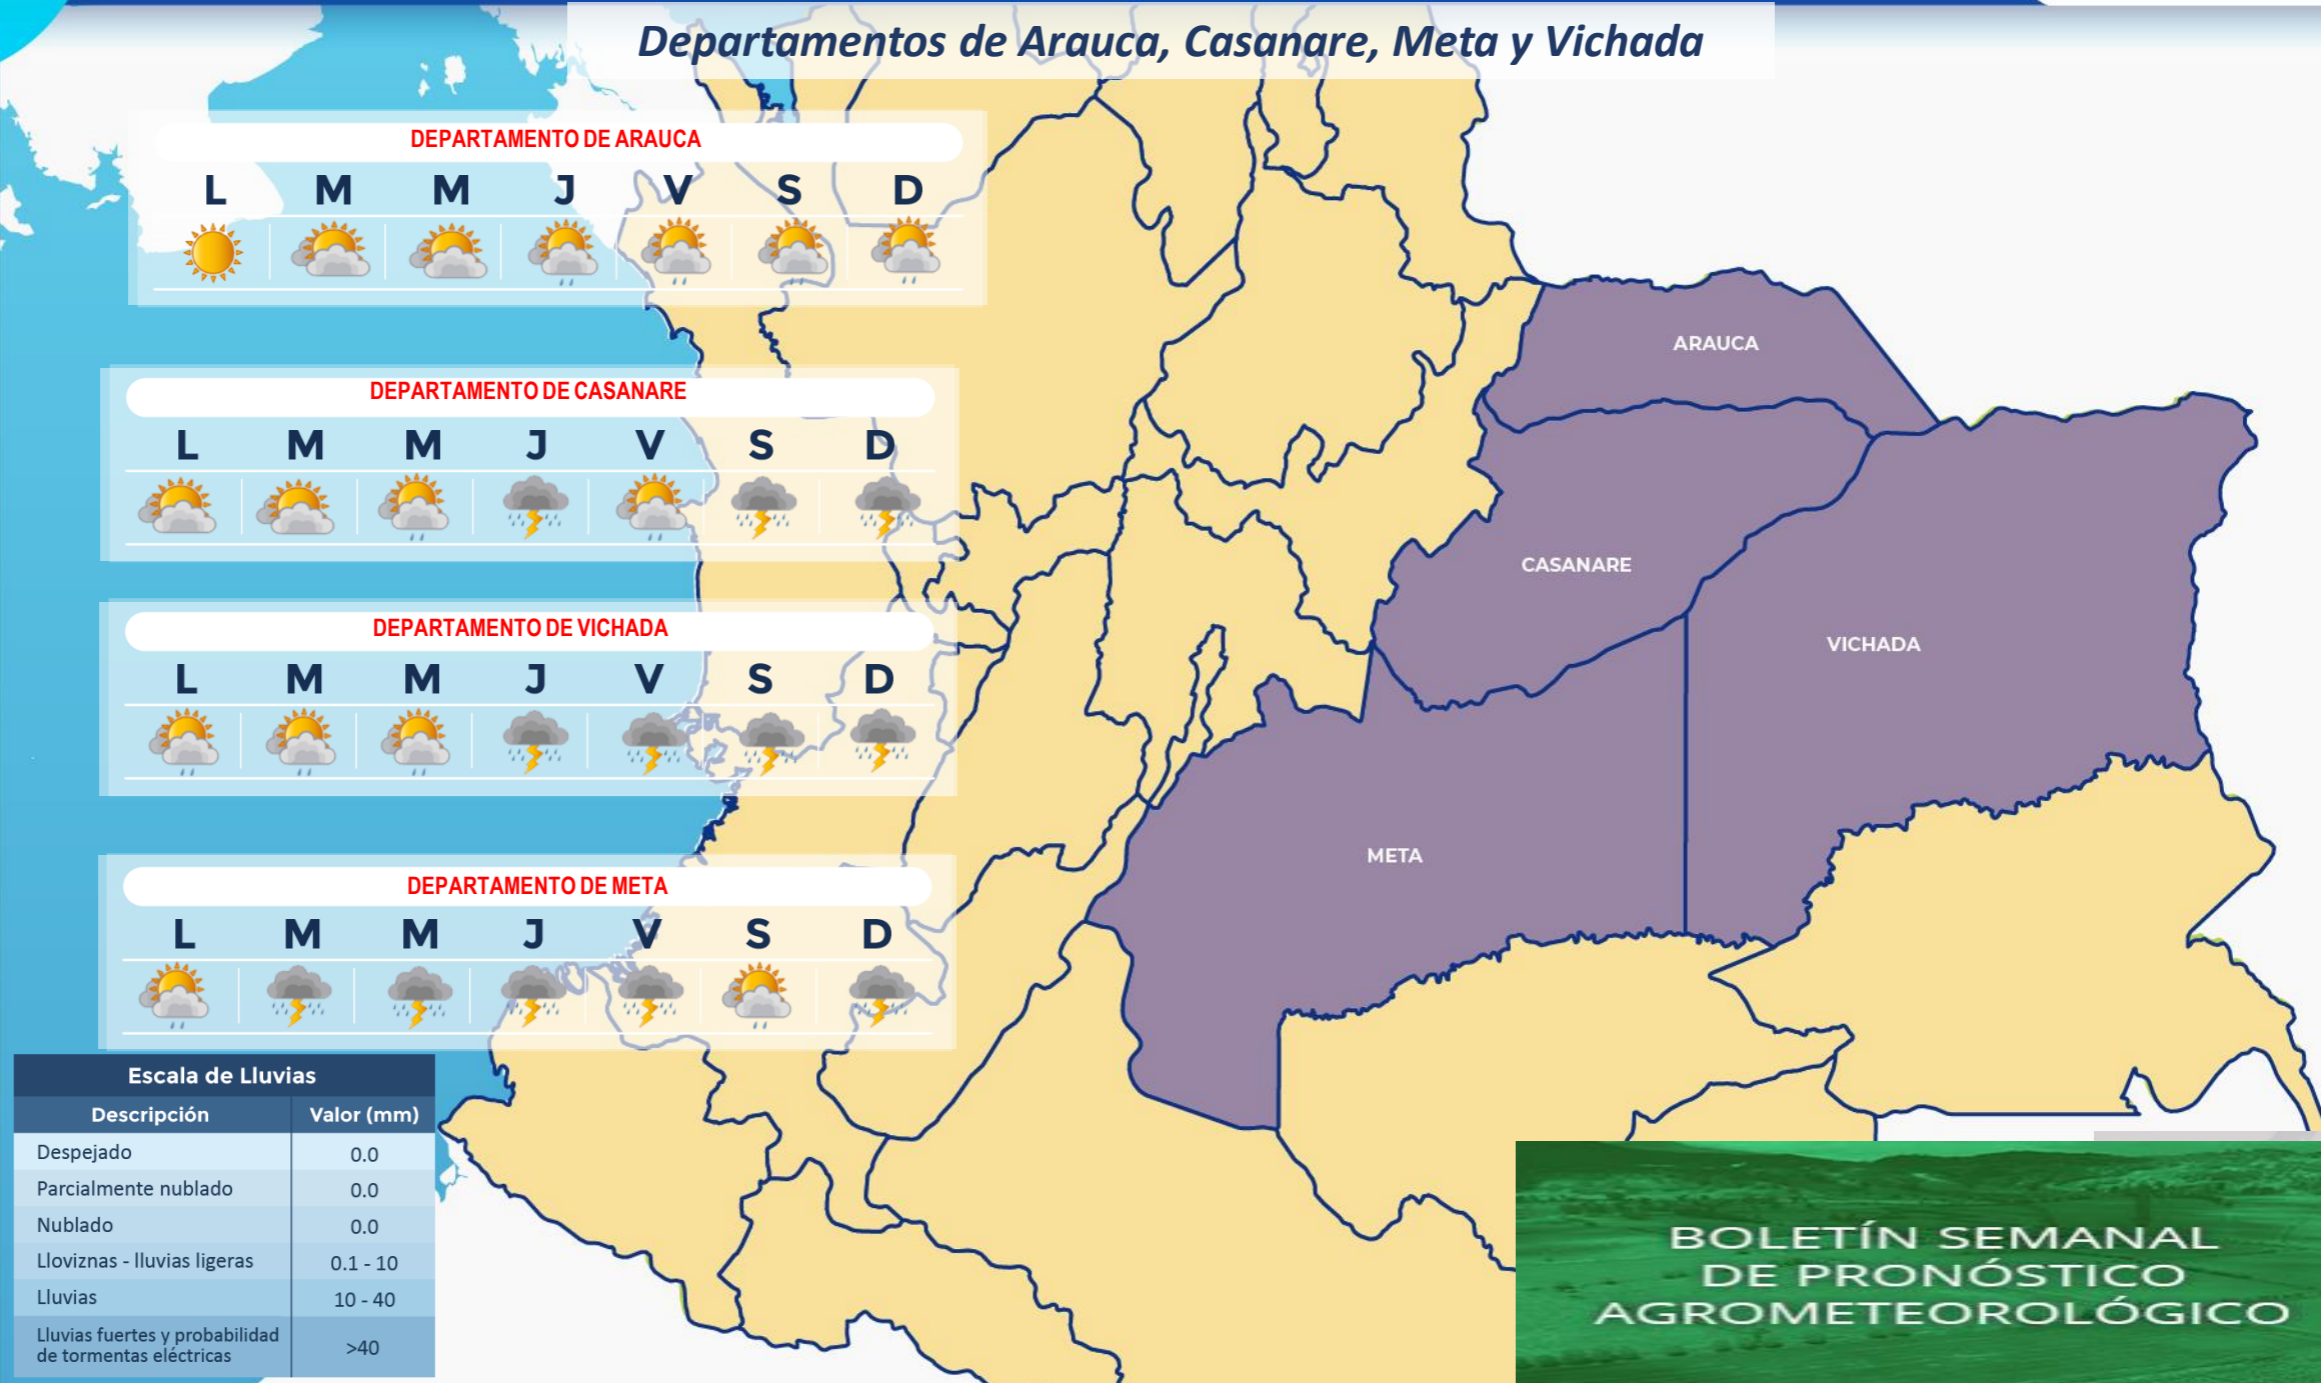 Departamentos de Arauca, Casanare, Meta y Vichada
DEPARTAMENTO DE ARAUCA
L M M J V S D
DEPARTAMENTO DE CASANARE
L M M J V S D
DEPARTAMENTO DE VICHADA
L M M J V S D
DEPARTAMENTO DE META
L M M J V S D
ARAUCA
CASANARE
VICHADA
META
Escala de Lluvias
Descripción Valor (mm)
Despejado 0.0
Parcialmente nublado 0.0
Nublado 0.0
Lloviznas - lluvias ligeras 0.1 - 10
Lluvias 10 - 40
Lluvias fuertes y probabilidad
de tormentas eléctricas >40
BOLETÍN SEMANAL
DE PRONÓSTICO
AGROMETEOROLÓGICO